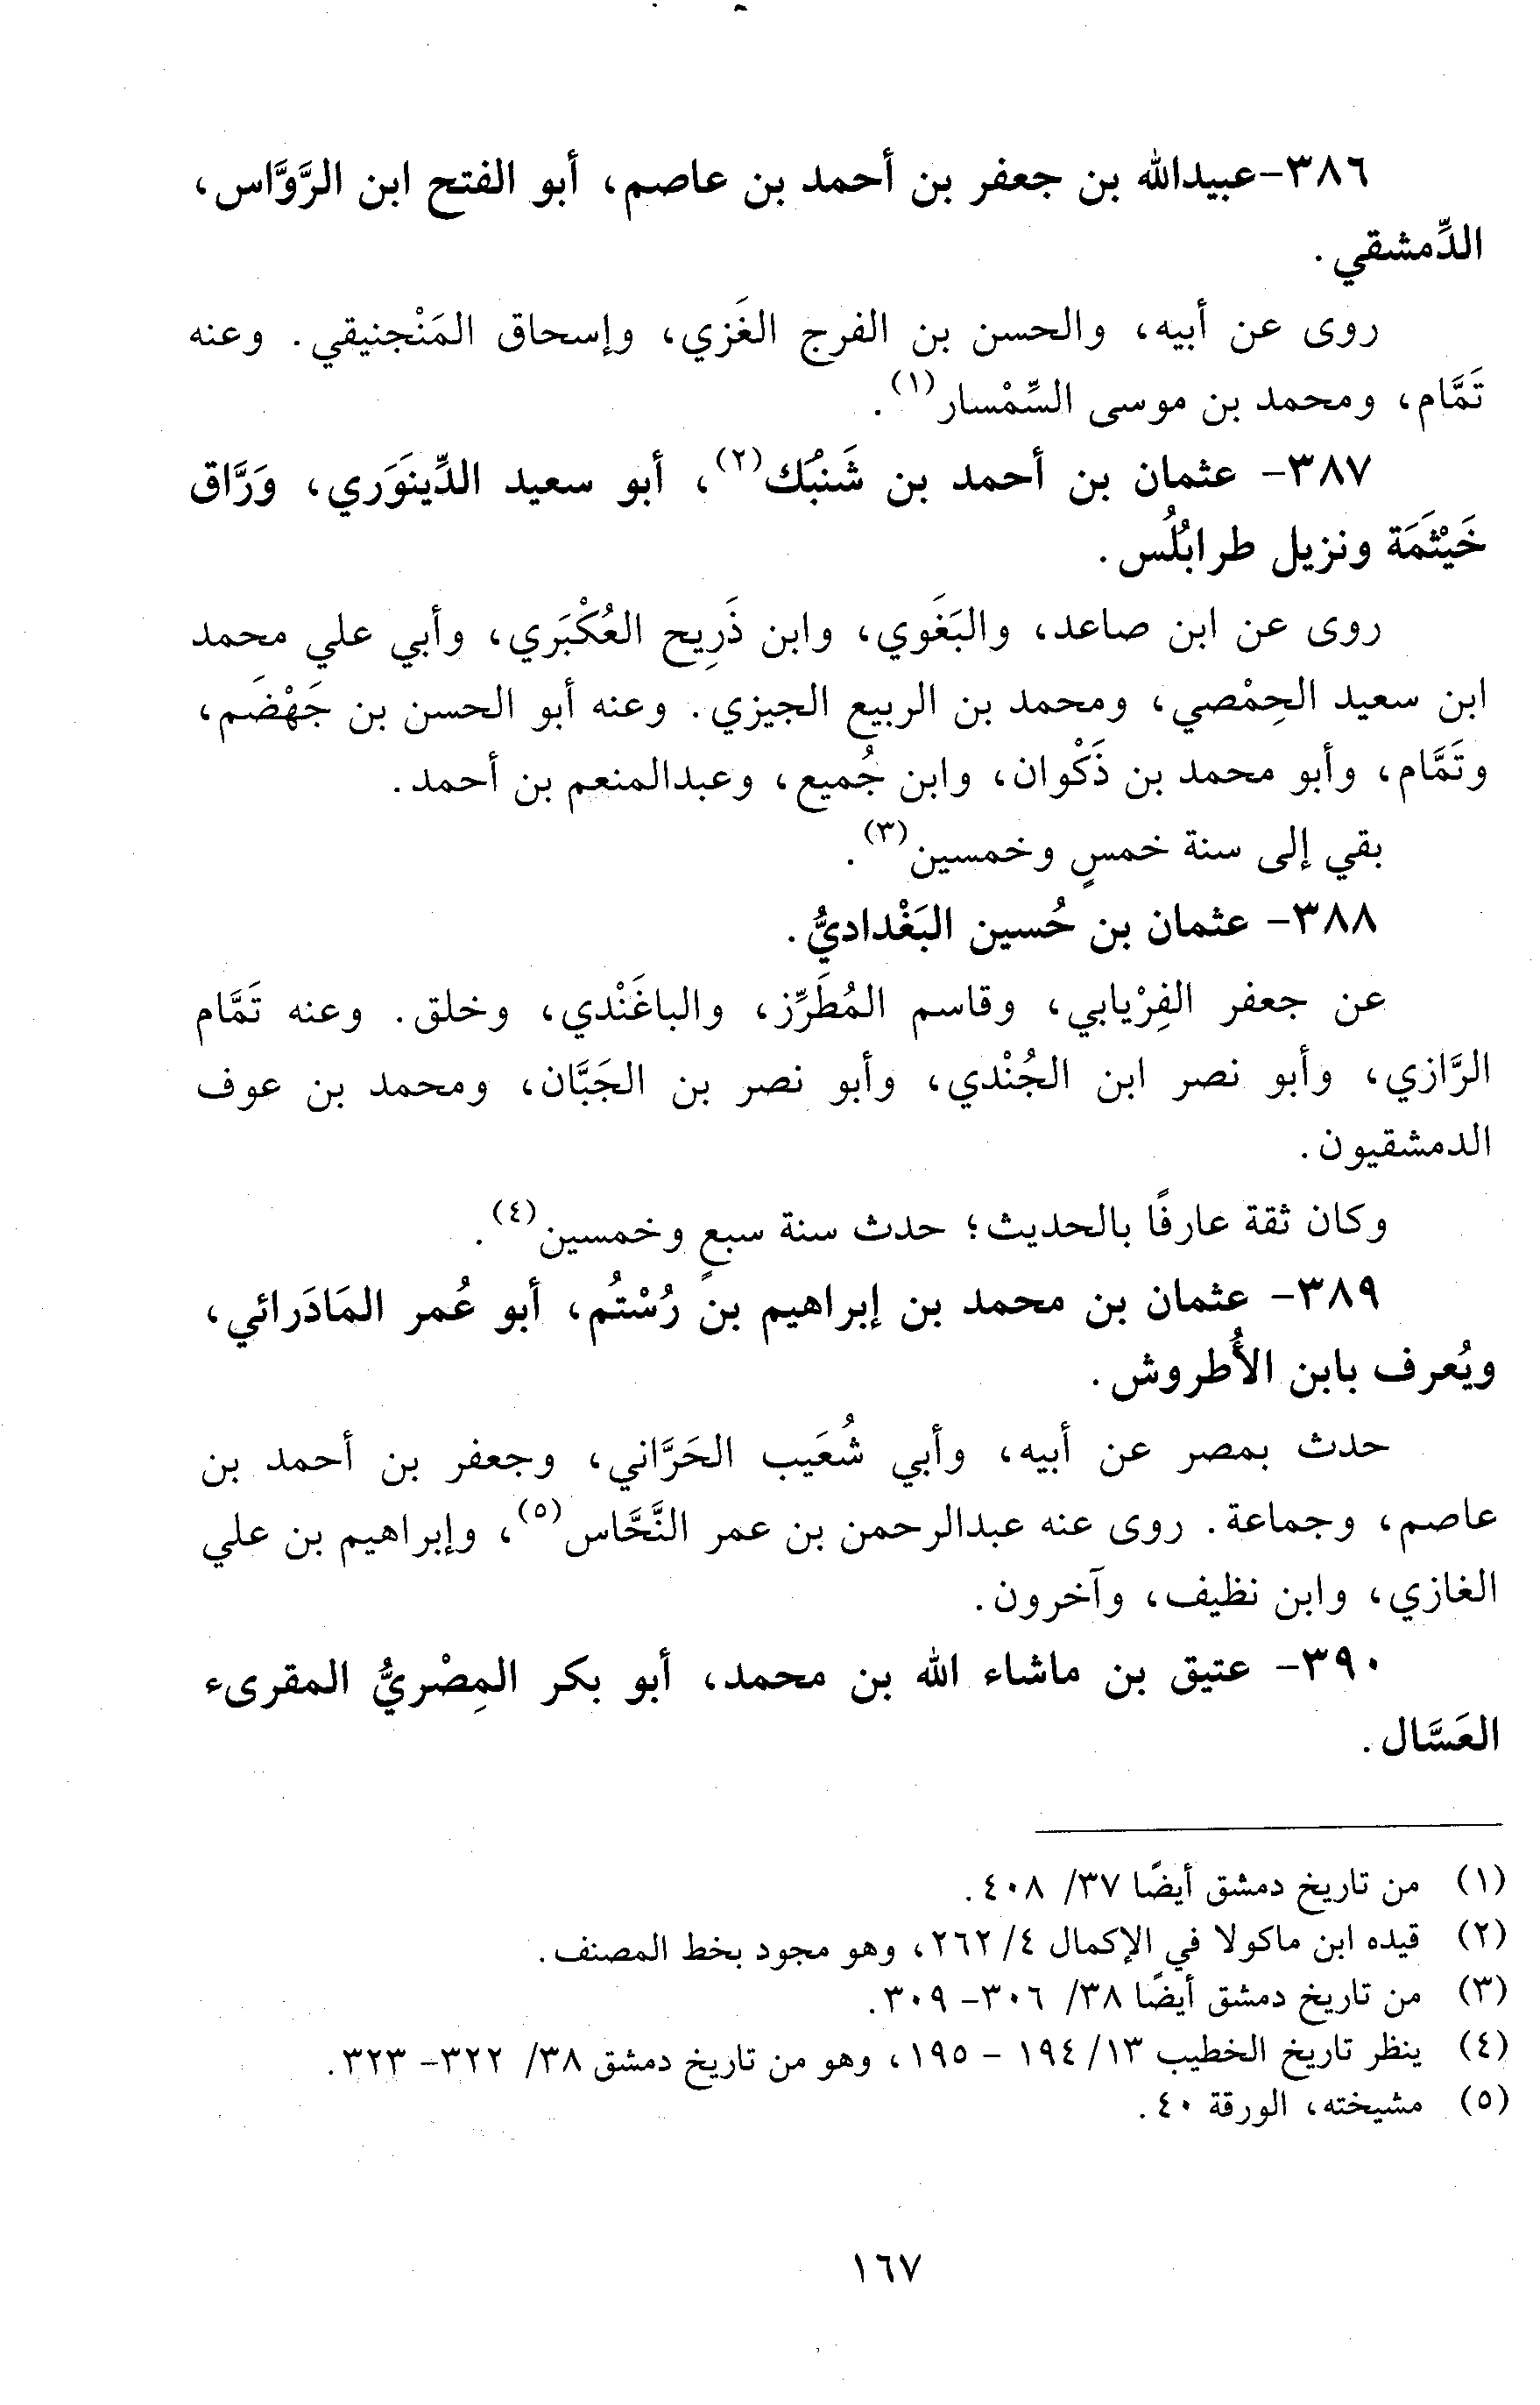 ٣٨٦- عبيدالله بن جعفر بن أحمد بن عاصم، أبو الفتح ابن الرَّوَّاس،
الدِّمشقي.
روى عن أبيه، والحسن بن الفرج الغَزي، وإسحاق المَنْجنيقي. وعنه
تَمَّام، ومحمد بن موسى السِّمْسار(١).
٣٨٧- عثمان بن أحمد بن شَنبُك(٢)، أبو سعيد الدِّينوَري، وَرَّاق
خَيْثَمَة ونزيل طرابُلُس.
روى عن ابن صاعد، والبَغَوي، وابن ذَرِيح العُكْبَري، وأبي علي محمد
ابن سعيد الحِمْصي، ومحمد بن الربيع الجيزي. وعنه أبو الحسن بن جَهْضَم،
وتَمَّام، وأبو محمد بن ذَكْوان، وابن جُميع، وعبدالمنعم بن أحمد.
بقي إلى سنة خمسٍ وخمسين(٣).
٣٨٨- عثمان بن حُسين البَغْداديُّ.
عن جعفر الفِرْيابي، وقاسم المُطَرِّز، والباغَنْدي، وخلق. وعنه تَمَّام
الرَّازي، وأبو نصر ابن الجُنْدي، وأبو نصر بن الجَبَّان، ومحمد بن عوف
الدمشقيون.
وكان ثقة عارفًا بالحديث؛ حدث سنة سبعٍ وخمسين(٤).
٣٨٩- عثمان بن محمد بن إبراهيم بن رُسْتُم، أبو عُمر المَادَرائي،
ويُعرف بابن الأُطروش.
حدث بمصر عن أبيه، وأبي شُعَيب الحَرَّاني، وجعفر بن أحمد بن
عاصم، وجماعة. روى عنه عبدالرحمن بن عمر النَّحَّاس(٥)، وإبراهيم بن علي
الغازي، وابن نظيف، وآخرون.
٣٩٠- عتيق بن ماشاء الله بن محمد، أبو بكر المِصْريُّ المقرىء
العَسَّال.
(١) من تاريخ دمشق أيضًا ٣٧/ ٤٠٨.
(٢) قيده ابن ماكولا في الإكمال ٤/ ٢٦٢، وهو مجود بخط المصنف.
(٣) من تاريخ دمشق أيضًا ٣٨/ ٣٠٦- ٣٠٩.
(٤) ينظر تاريخ الخطيب ١٣/ ١٩٤ - ١٩٥، وهو من تاريخ دمشق ٣٨/ ٣٢٢- ٣٢٣.
(٥) مشيخته، الورقة ٤٠.
١٦٧